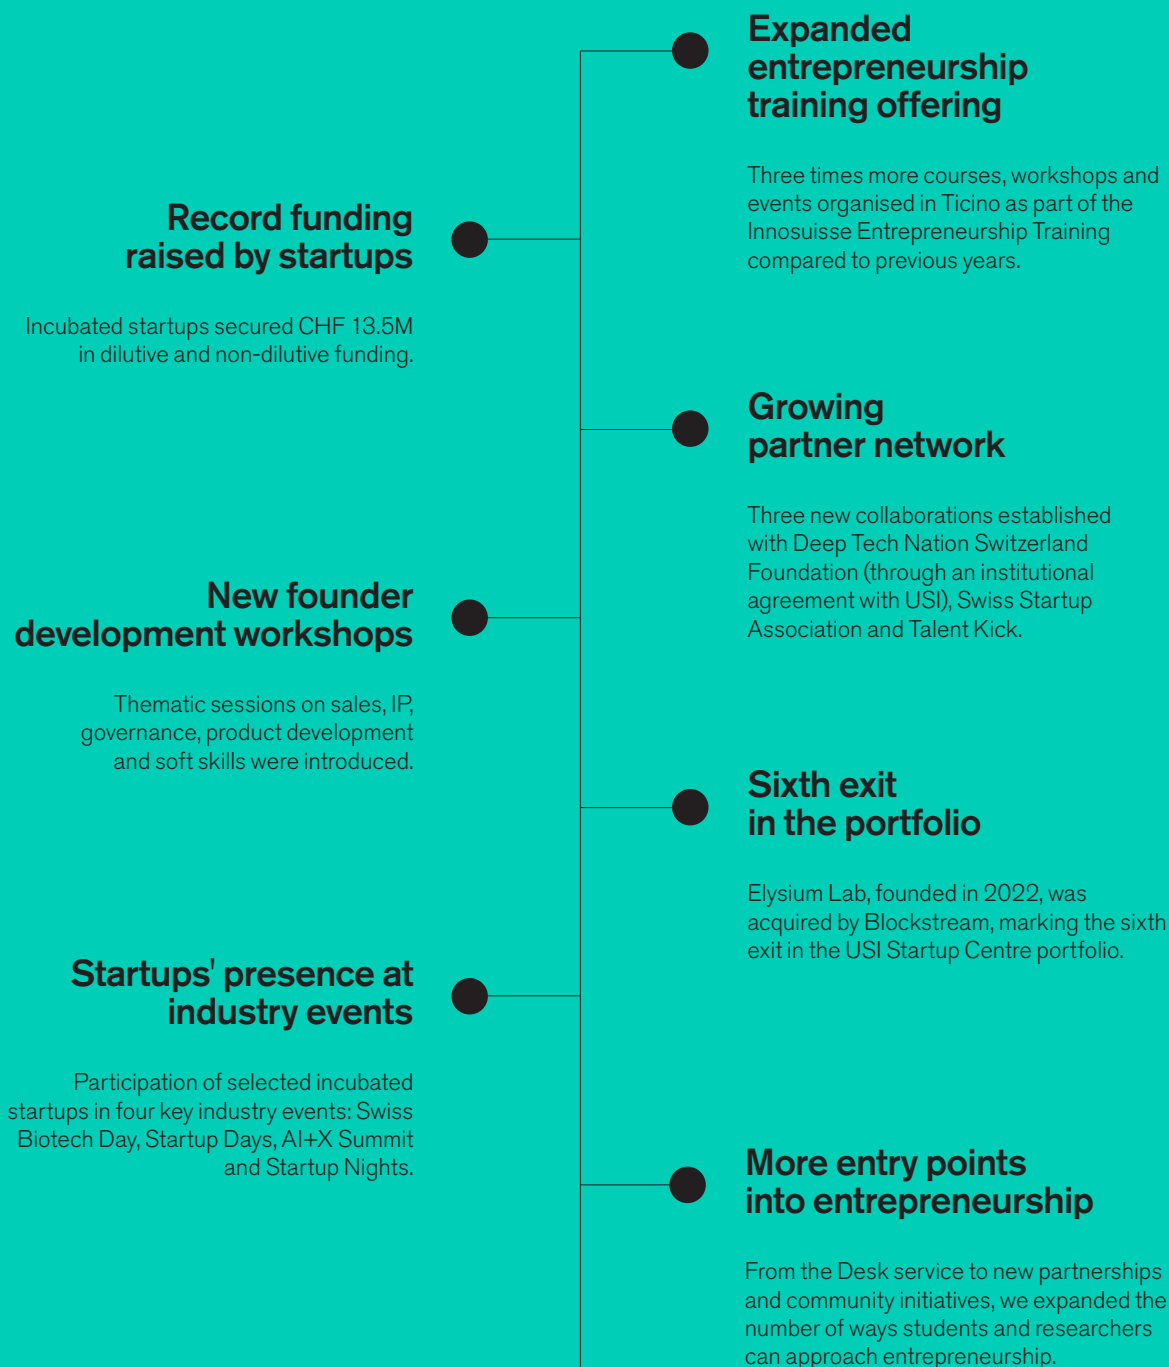 Expanded
entrepreneurship
training offering
Three times more courses, workshops and
events organised in Ticino as part of the
Innosuisse Entrepreneurship Training
compared to previous years.
Record funding
raised by startups
Incubated startups secured CHF 13.5M
in dilutive and non-dilutive funding.
Growing
partner network
Three new collaborations established
with Deep Tech Nation Switzerland
Foundation (through an institutional
agreement with USI), Swiss Startup
Association and Talent Kick.
New founder
development workshops
Thematic sessions on sales, IP,
governance, product development
and soft skills were introduced.
Sixth exit
in the portfolio
Elysium Lab, founded in 2022, was
acquired by Blockstream, marking the sixth
exit in the USI Startup Centre portfolio.
Startups' presence at
industry events
Participation of selected incubated
startups in four key industry events: Swiss
Biotech Day, Startup Days, AI+X Summit
and Startup Nights.
More entry points
into entrepreneurship
From the Desk service to new partnerships
and community initiatives, we expanded the
number of ways students and researchers
can approach entrepreneurship.